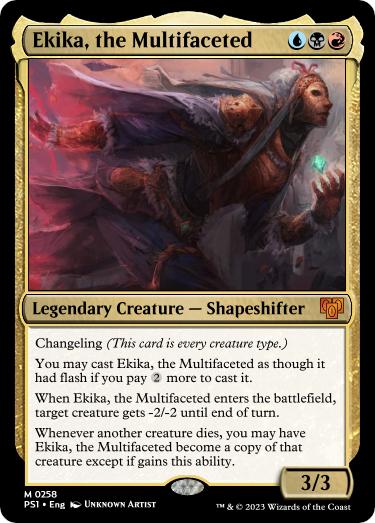 Ekika, the Multifaceted
Legendary Creature — Shapeshifter
Changeling (This card is every creature type.)
You may cast Ekika, the Multifaceted as though it
had flash if you pay 2 more to cast it.
When Ekika, the Multifaceted enters the battlefield,
target creature gets -2/-2 until end of turn.
Whenever another creature dies, you may have
Ekika, the Multifaceted become a copy of that
creature except if gains this ability.
3/3
M 0258
PS1 • Eng Unknown Artist
™ & © 2023 Wizards of the Coast